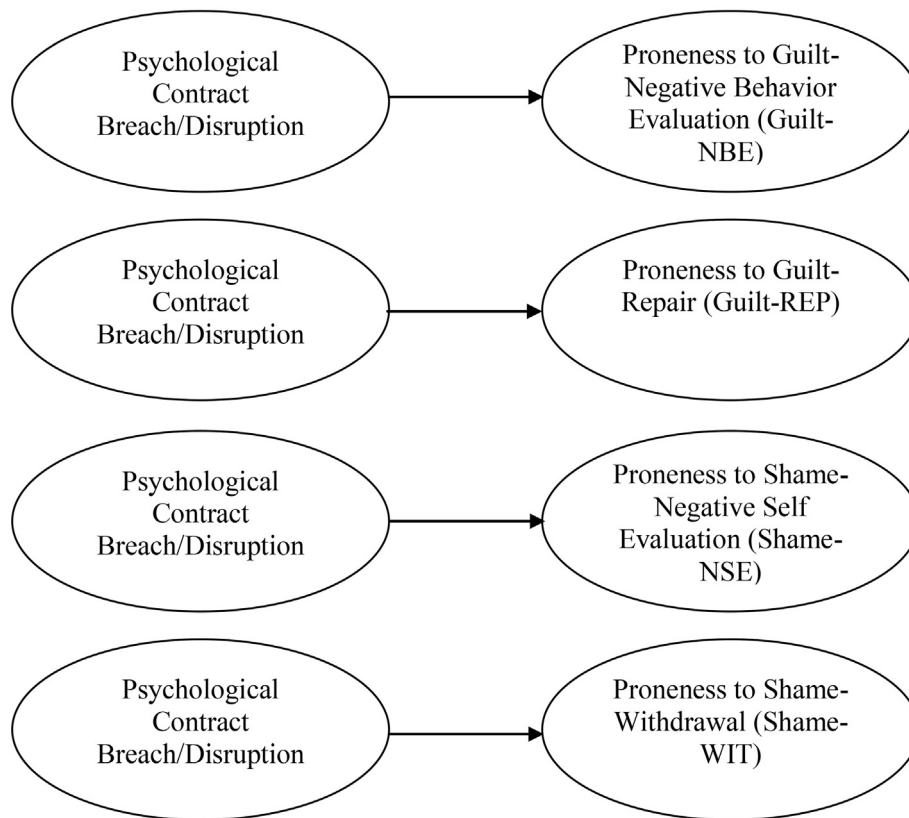 Psychological
Contract
Breach/Disruption
Proneness to Guilt-
Negative Behavior
Evaluation (Guilt-
NBE)
Psychological
Contract
Breach/Disruption
Proneness to Guilt-
Repair (Guilt-REP)
Psychological
Contract
Breach/Disruption
Proneness to Shame-
Negative Self
Evaluation (Shame-
NSE)
Psychological
Contract
Breach/Disruption
Proneness to Shame-
Withdrawal (Shame-
WIT)